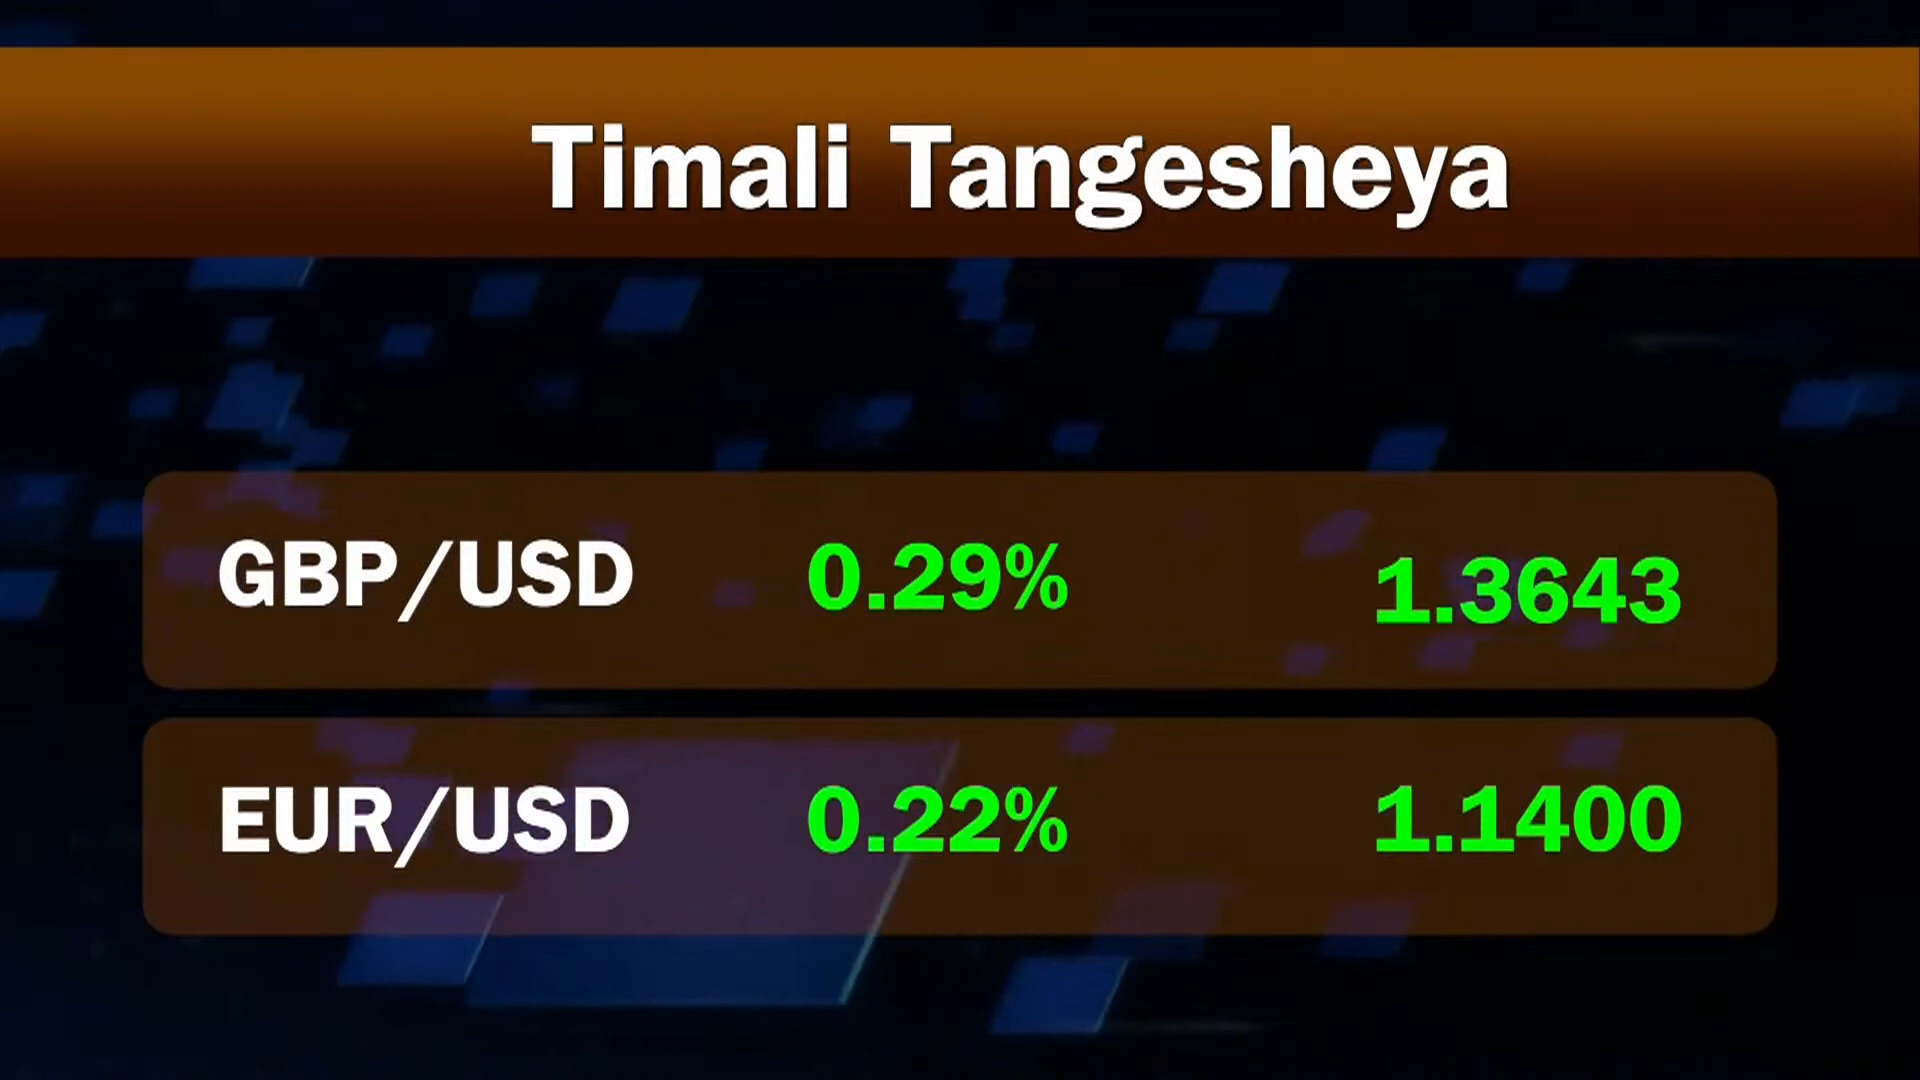 Timali Tangesheya
GBP/USD 0.29% 1.3643
EUR/USD 0.22% 1.1400